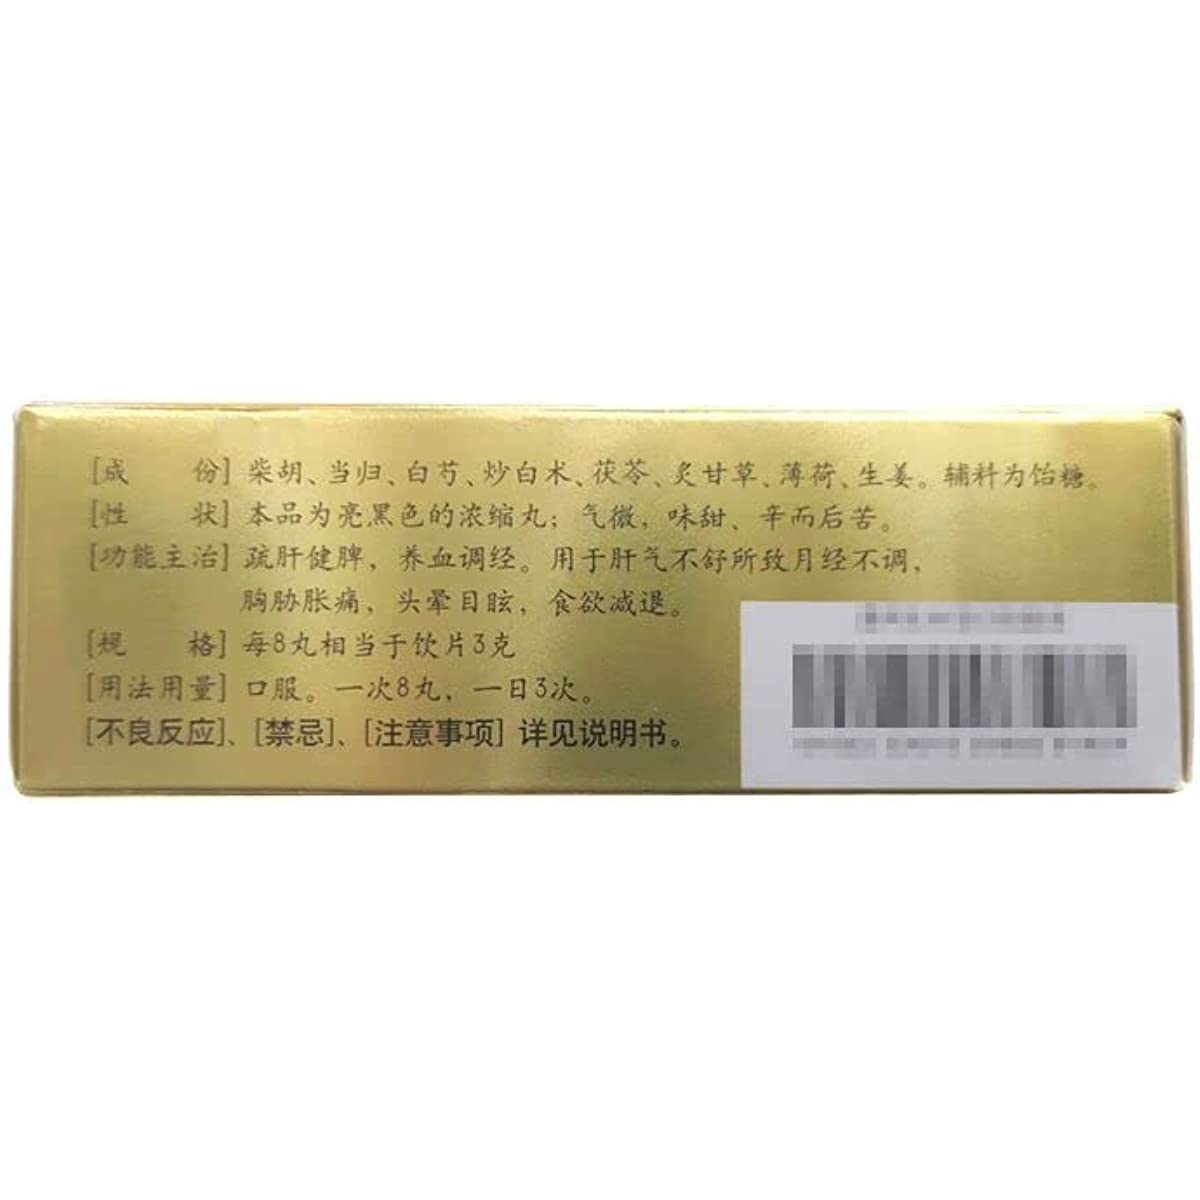 [成　份] 柴胡、当归、白芍、炒白术、茯苓、炙甘草、薄荷、生姜。辅料为饴糖。
[性　状] 本品为亮黑色的浓缩丸；气微，味甜、辛而后苦。
[功能主治] 疏肝健脾，养血调经。用于肝气不舒所致月经不调，
胸胁胀痛，头晕目眩，食欲减退。
[规　格] 每8丸相当于饮片3克
[用法用量] 口服。一次8丸，一日3次。
[不良反应]、[禁忌]、[注意事项] 详见说明书。